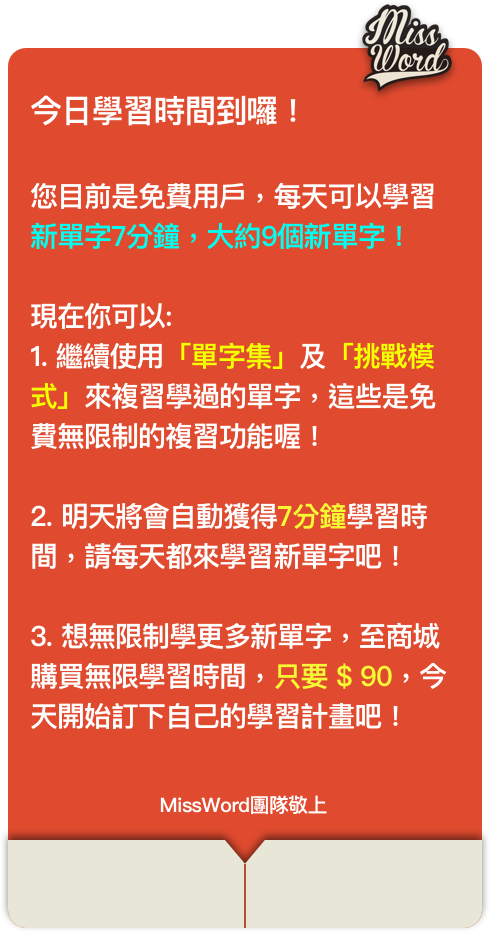 Miss
Word
今日學習時間到囉！
您目前是免費用戶，每天可以學習
新單字7分鐘，大約9個新單字！
現在你可以:
1. 繼續使用「單字集」及「挑戰模
式」來複習學過的單字，這些是免
費無限制的複習功能喔！
2. 明天將會自動獲得7分鐘學習時
間，請每天都來學習新單字吧！
3. 想無限制學更多新單字，至商城
購買無限學習時間，只要 $ 90，今
天開始訂下自己的學習計畫吧！
MissWord團隊敬上